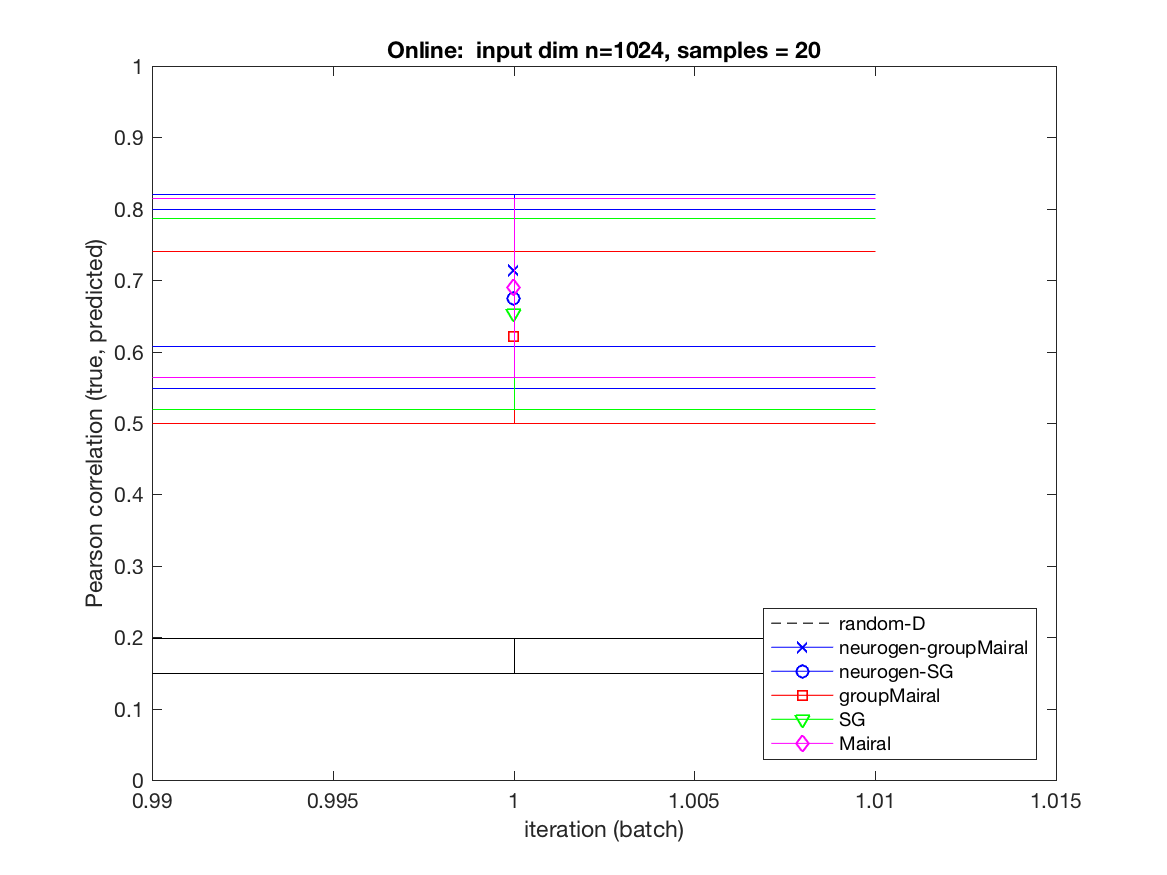 Online:  input dim n=1024, samples = 20
Pearson correlation (true, predicted)
1
0.9
0.8
0.7
0.6
0.5
0.4
0.3
0.2
0.1
0
0.99
0.995
1
1.005
1.01
1.015
iteration (batch)
random-D
neurogen-groupMairal
neurogen-SG
groupMairal
SG
Mairal